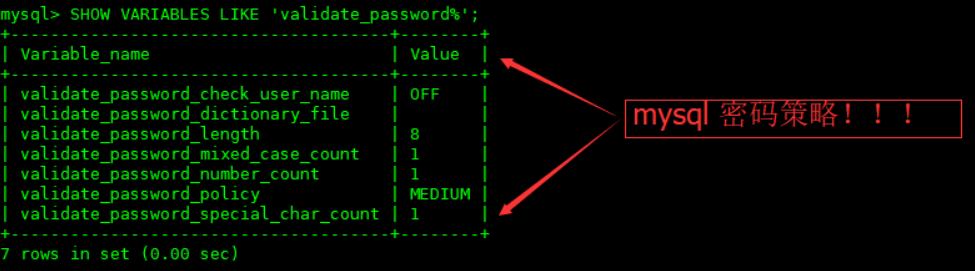 mysql> SHOW VARIABLES LIKE 'validate_password%';
+--------------------------------------+--------+
| Variable_name                        | Value  |
+--------------------------------------+--------+
| validate_password_check_user_name    | OFF    |
| validate_password_dictionary_file    |        |
| validate_password_length             | 8      |
| validate_password_mixed_case_count   | 1      |
| validate_password_number_count       | 1      |
| validate_password_policy             | MEDIUM |
| validate_password_special_char_count | 1      |
+--------------------------------------+--------+
7 rows in set (0.00 sec)
mysql 密码策略！！！